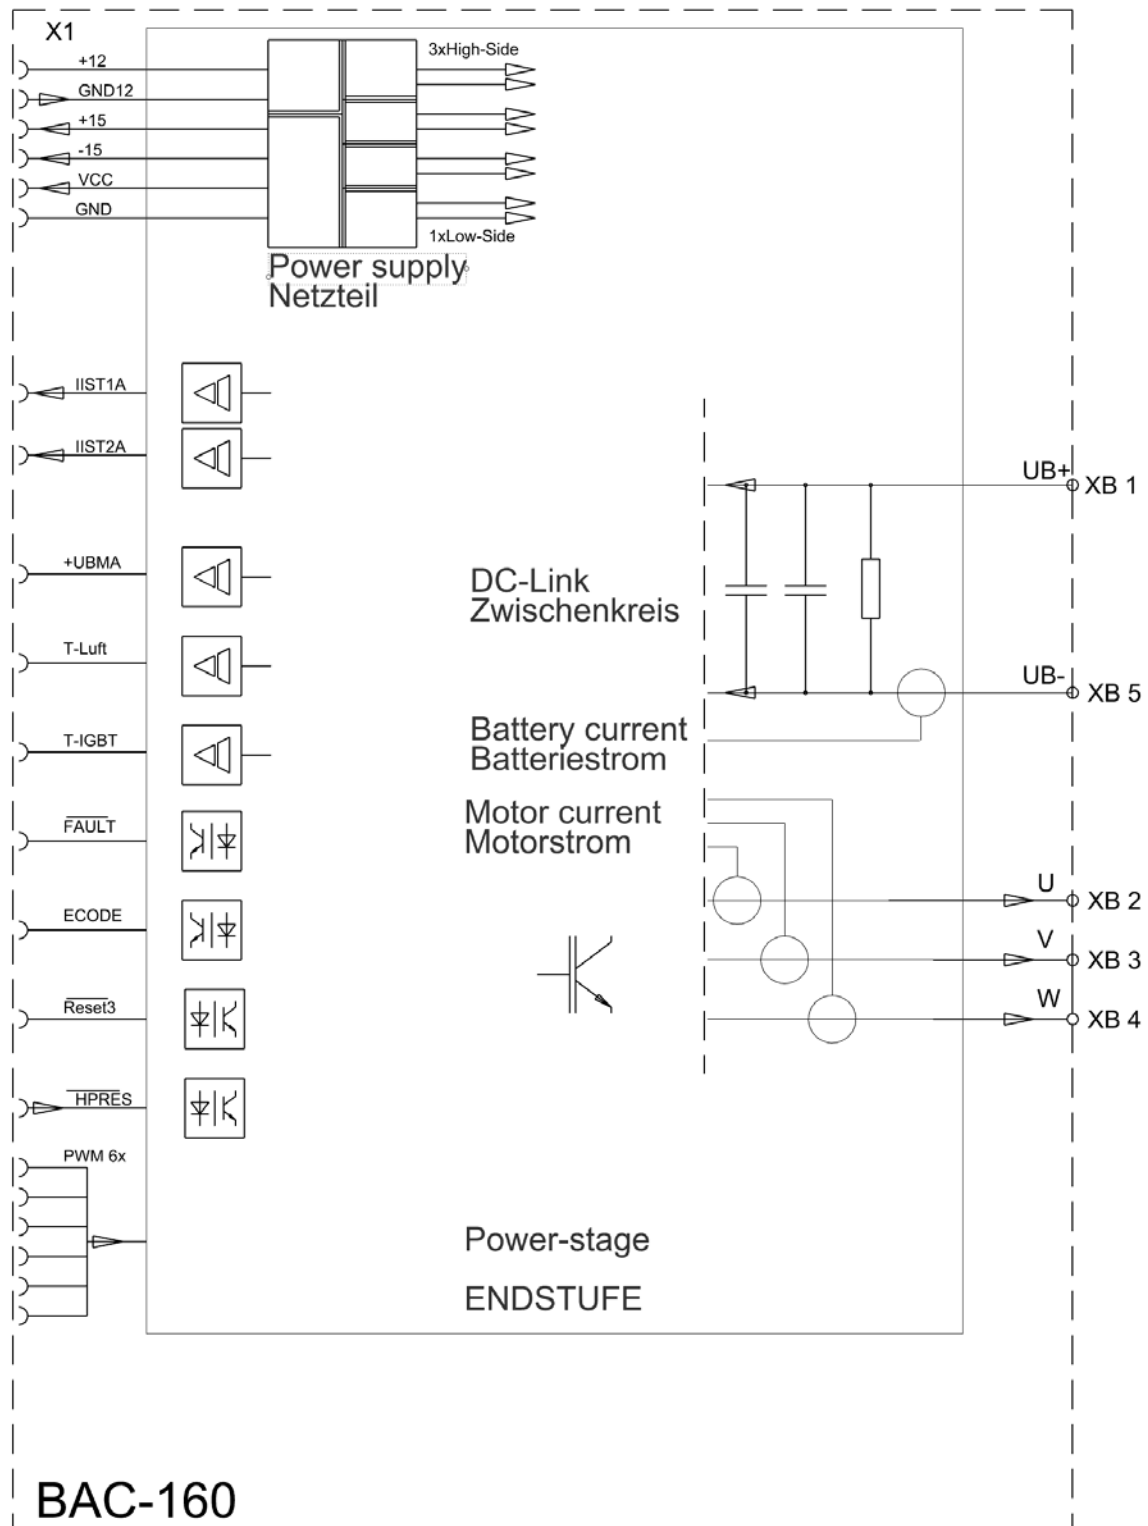 X1
+12
3xHigh-Side
GND12
+15
-15
VCC
GND
1xLow-Side
Power supply
Netzteil
IIST1A
IIST2A
UB+
XB 1
+UBMA
DC-Link
Zwischenkreis
T-Luft
UB-
XB 5
Battery current
Batteriestrom
T-IGBT
Motor current
Motorstrom
FAULT
U
XB 2
ECODE
V
XB 3
Reset3
W
XB 4
HPRES
PWM 6x
Power-stage
ENDSTUFE
BAC-160